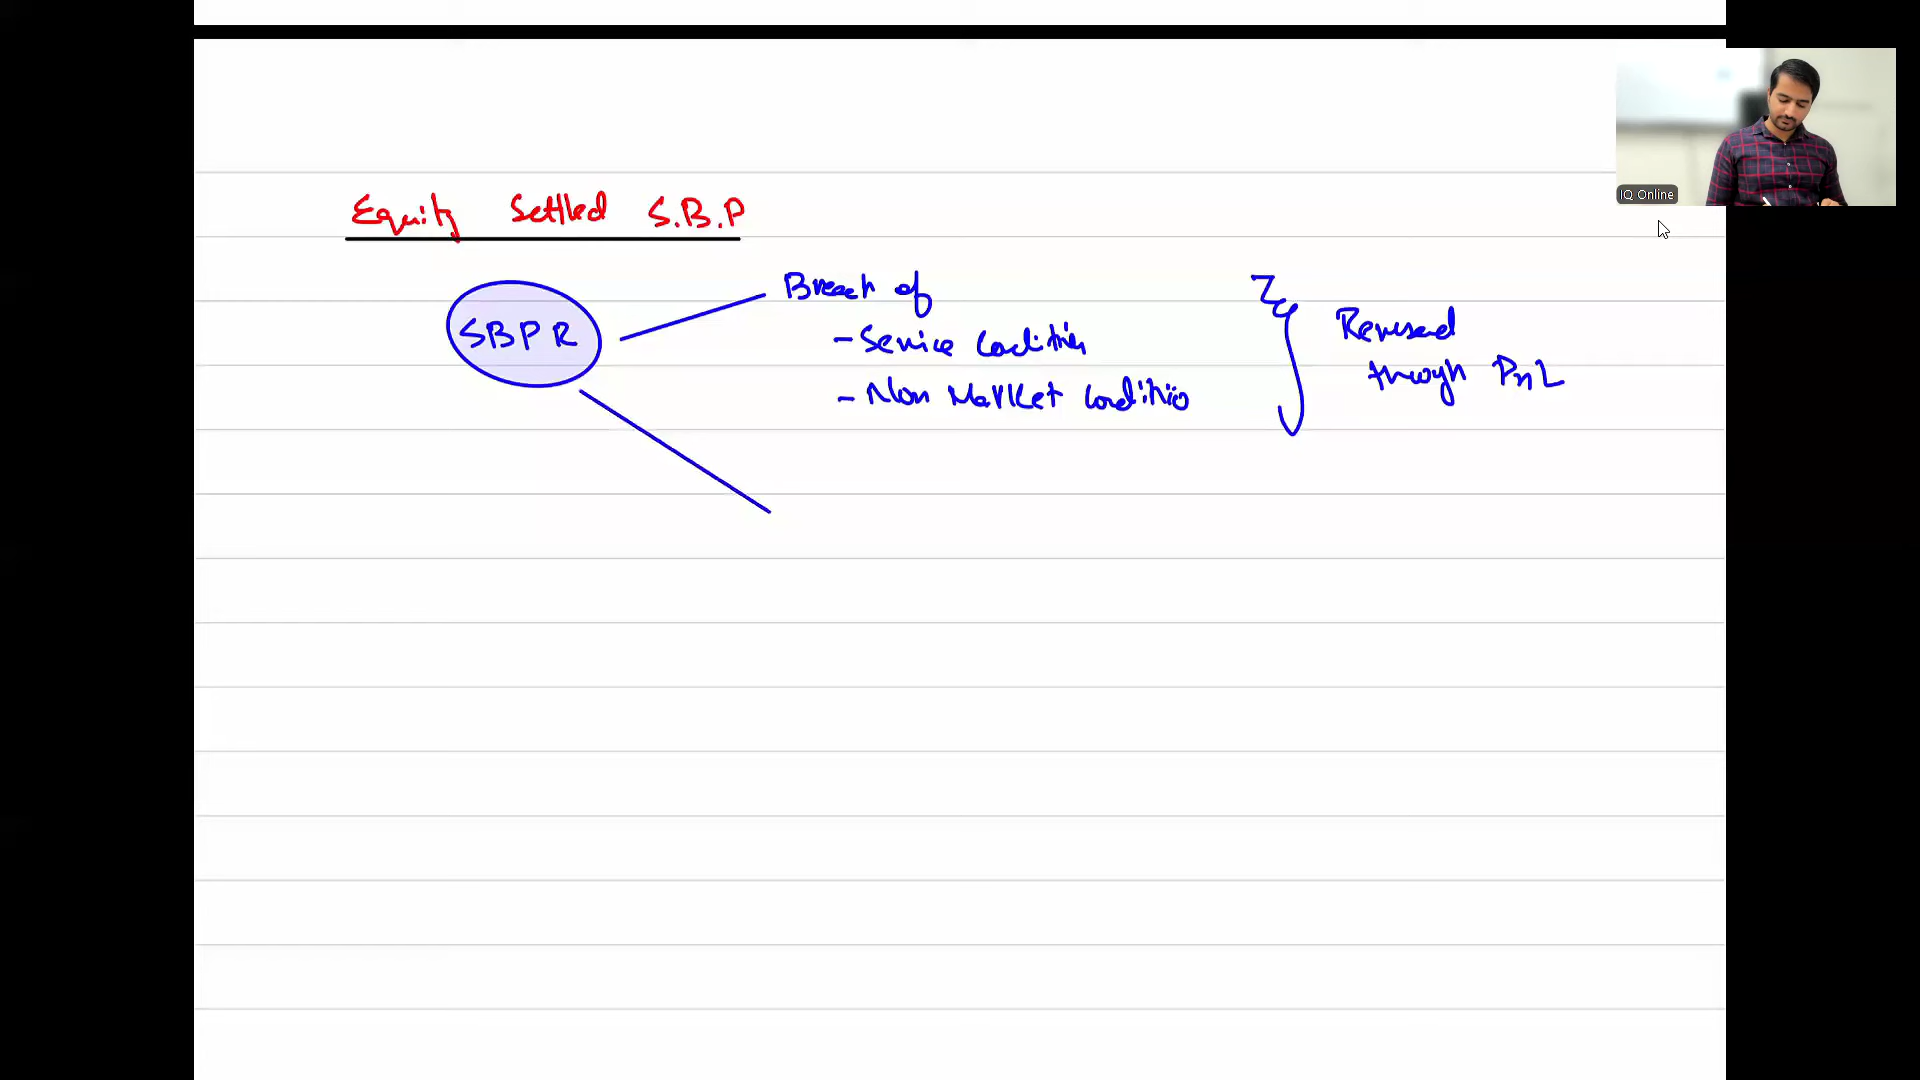 Equity Settled S.B.P
SBPR
Breach of
- Service Condition
- Non Market Condition
Reversed
through PnL
IQ Online